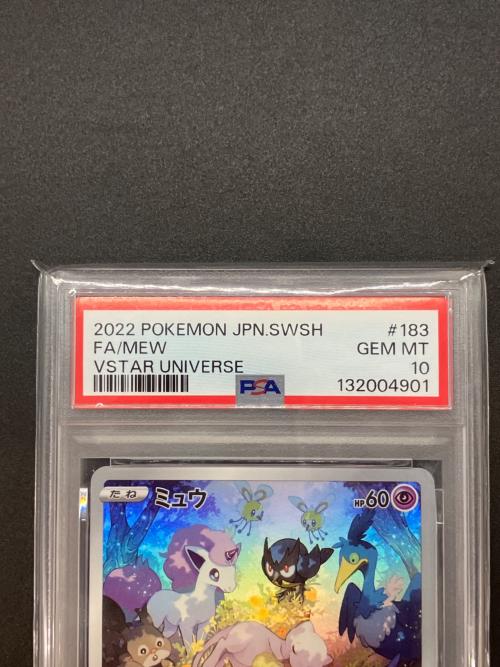 2022 POKEMON JPN.SWSH #183
FA/MEW GEM MT
VSTAR UNIVERSE 10
PSA 132004901
たね ミュウ HP60